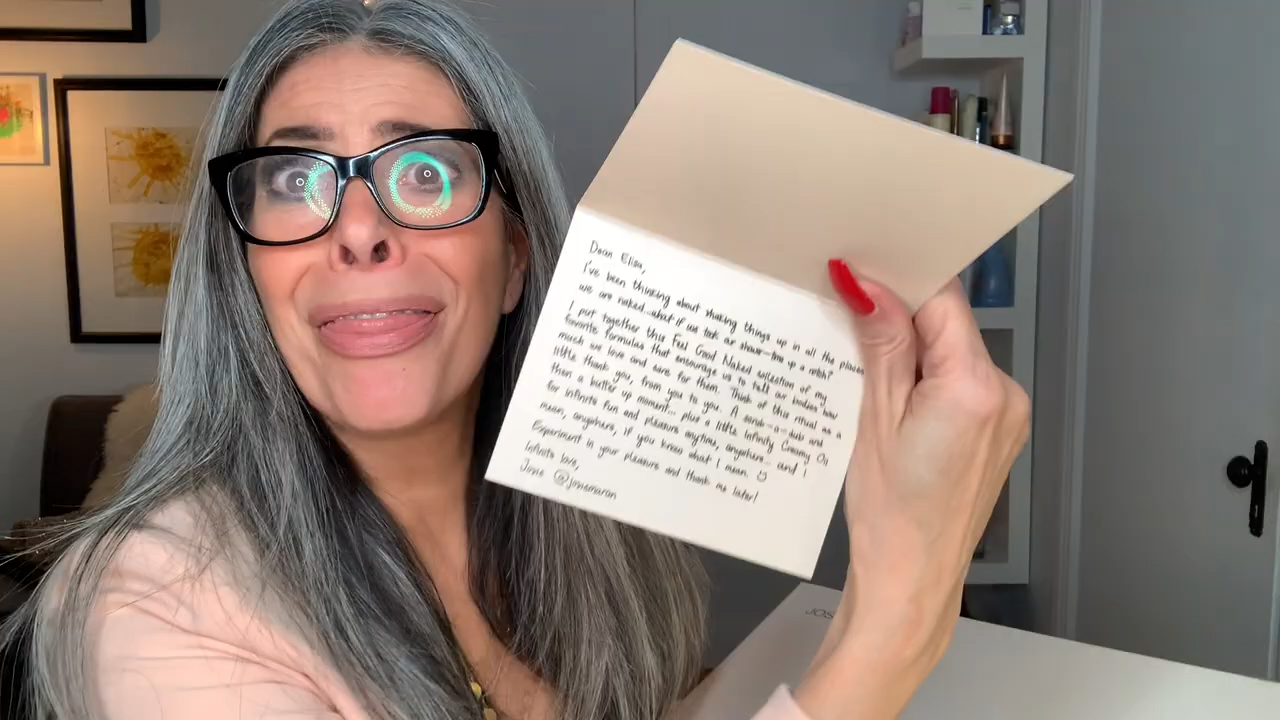 Dear Elisa,
I've been thinking about shaking things up in all the places
we are naked...what if we took our shower-time up a notch?
I put together this Feel Good Naked collection of my
favorite formulas that encourage us to tell our bodies how
much we love and care for them. Think of this ritual as a
little thank you, from you to you. A scrub-a-dub and
then a butter up moment... plus a little Infinity Creamy Oil
for infinite fun and pleasure anytime, anywhere... and I
mean, anywhere, if you know what I mean. ☺
Experiment in your pleasure and thank me later!
Infinite love,
Josie @josiemaran
JOS